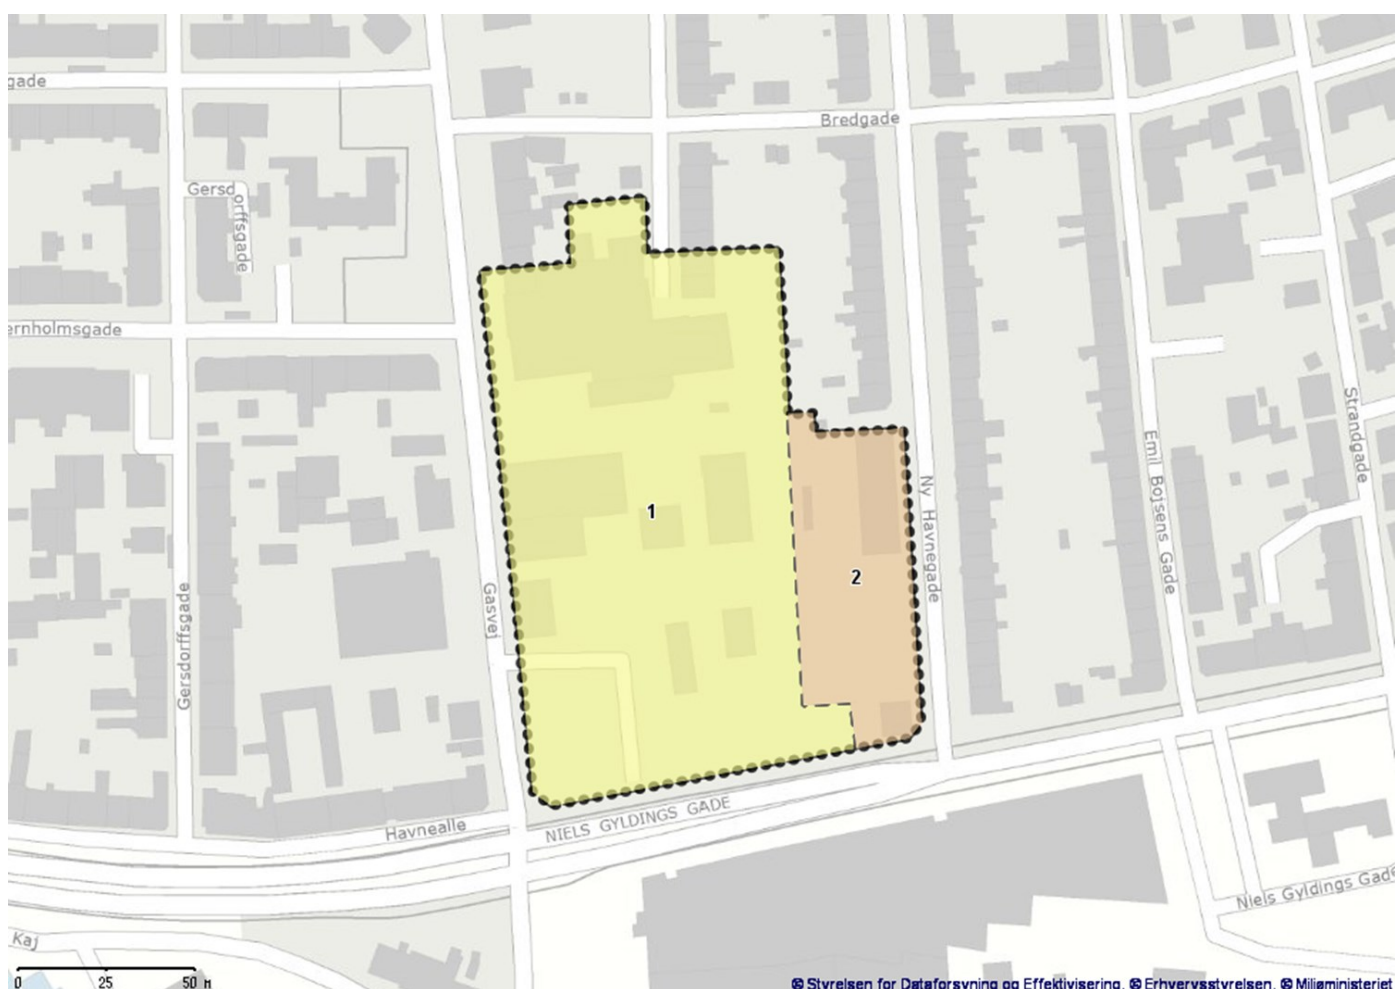 gade
Bredgade
Gersd
orffsgade
ernholmsgade
Strandgade
Emil Bojsens Gade
Ny Havnegade
1
2
Gasvej
Gersdorffsgade
Havnealle
NIELS GYLDINGS GADE
Niels Gyldings Gade
Kaj
0 25 50 M
© Styrelsen for Dataforsyning og Effektivisering, © Erhvervsstyrelsen, © Miljøministeriet